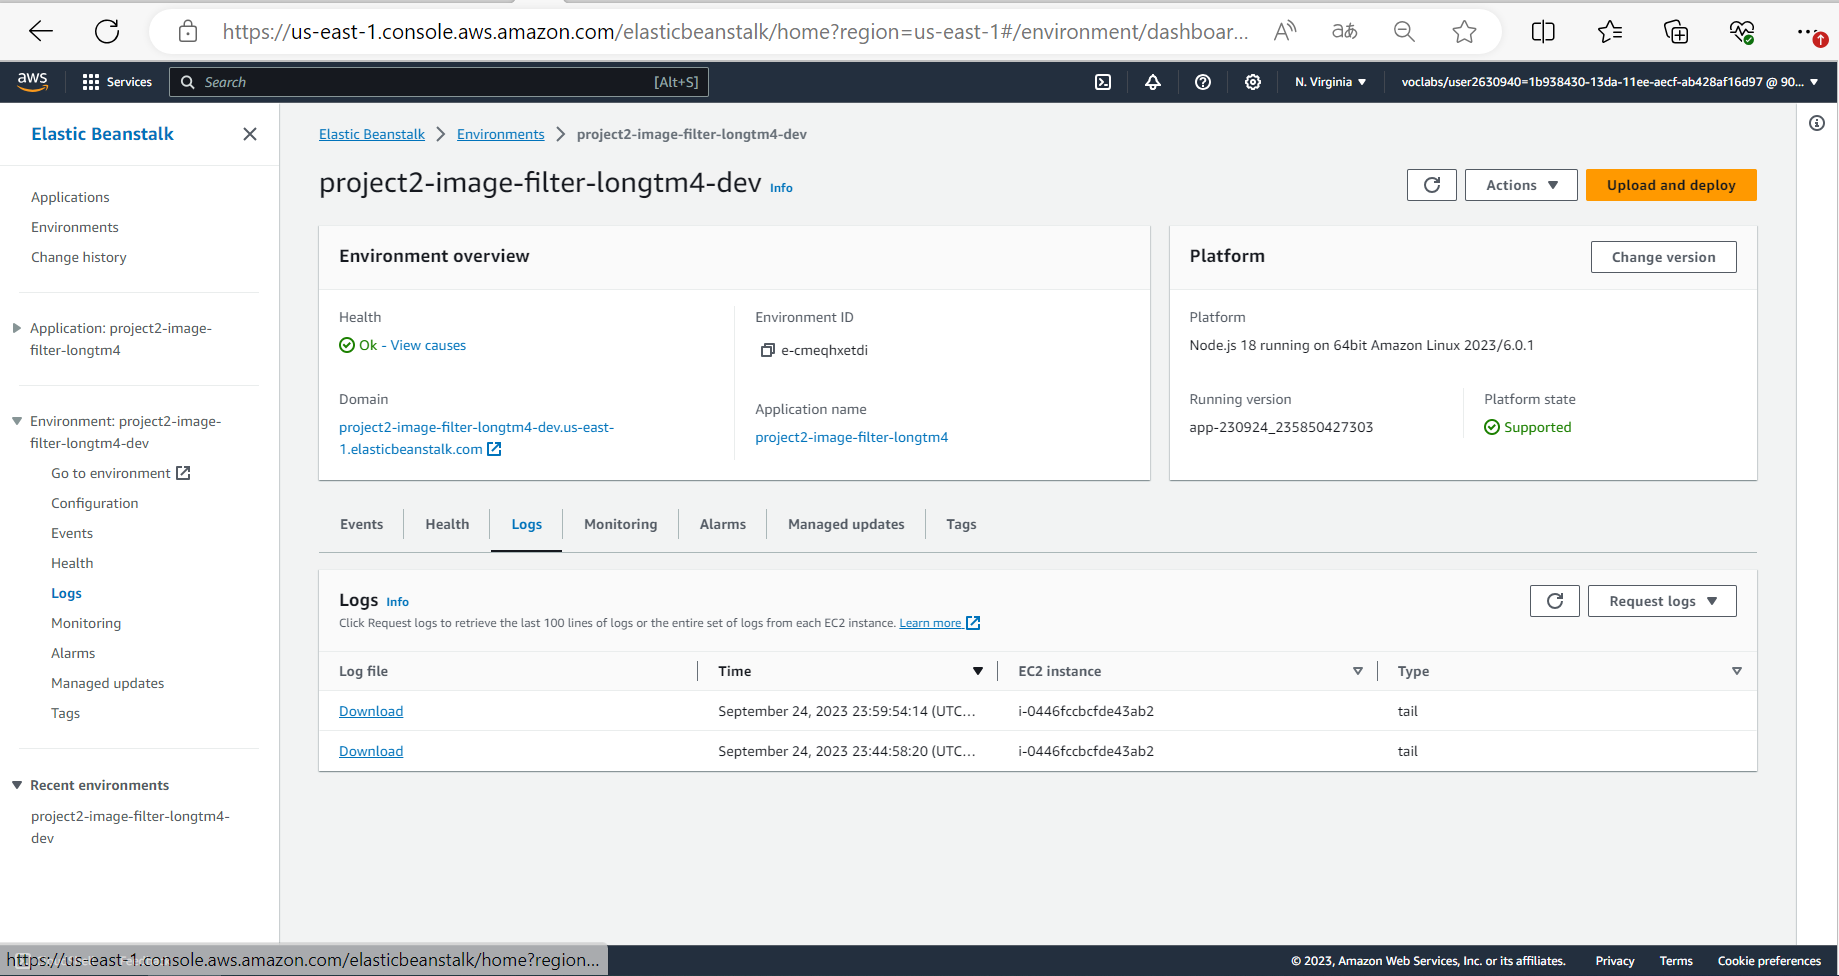 https://us-east-1.console.aws.amazon.com/elasticbeanstalk/home?region=us-east-1#/environment/dashboar...
aws
Services
Search
[Alt+S]
N. Virginia
voclabs/user2630940=1b938430-13da-11ee-aecf-ab428af16d97 @ 90...
Elastic Beanstalk
Applications
Environments
Change history
Application: project2-image-
filter-longtm4
Environment: project2-image-
filter-longtm4-dev
Go to environment
Configuration
Events
Health
Logs
Monitoring
Alarms
Managed updates
Tags
Recent environments
project2-image-filter-longtm4-
dev
Elastic Beanstalk
Environments
project2-image-filter-longtm4-dev
project2-image-filter-longtm4-dev Info
Actions
Upload and deploy
Environment overview
Health
Ok - View causes
Environment ID
e-cmeqhxetdi
Domain
project2-image-filter-longtm4-dev.us-east-
1.elasticbeanstalk.com
Application name
project2-image-filter-longtm4
Platform
Change version
Platform
Node.js 18 running on 64bit Amazon Linux 2023/6.0.1
Running version
app-230924_235850427303
Platform state
Supported
Events
Health
Logs
Monitoring
Alarms
Managed updates
Tags
Logs Info
Click Request logs to retrieve the last 100 lines of logs or the entire set of logs from each EC2 instance. Learn more
Request logs
Log file
Time
EC2 instance
Type
Download
September 24, 2023 23:59:54:14 (UTC...
i-0446fccbcfde43ab2
tail
Download
September 24, 2023 23:44:58:20 (UTC...
i-0446fccbcfde43ab2
tail
https://us-east-1.console.aws.amazon.com/elasticbeanstalk/home?region...
© 2023, Amazon Web Services, Inc. or its affiliates.
Privacy
Terms
Cookie preferences